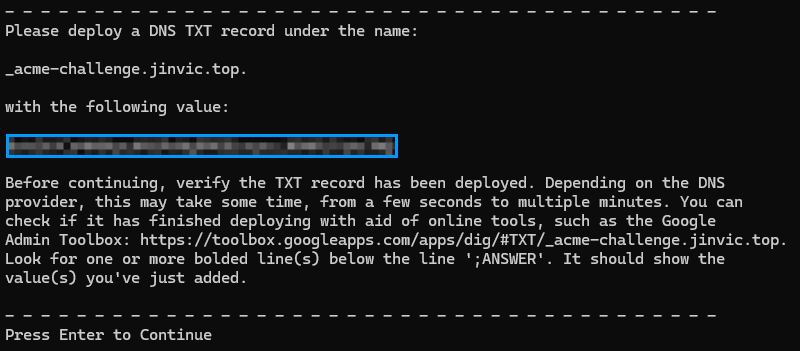 - - - - - - - - - - - - - - - - - - - - - - - - - - - - - - - - - - - - - - - -
Please deploy a DNS TXT record under the name:
_acme-challenge.jinvic.top.
with the following value:
Before continuing, verify the TXT record has been deployed. Depending on the DNS
provider, this may take some time, from a few seconds to multiple minutes. You can
check if it has finished deploying with aid of online tools, such as the Google
Admin Toolbox: https://toolbox.googleapps.com/apps/dig/#TXT/_acme-challenge.jinvic.top.
Look for one or more bolded line(s) below the line ';ANSWER'. It should show the
value(s) you've just added.
- - - - - - - - - - - - - - - - - - - - - - - - - - - - - - - - - - - - - - - -
Press Enter to Continue